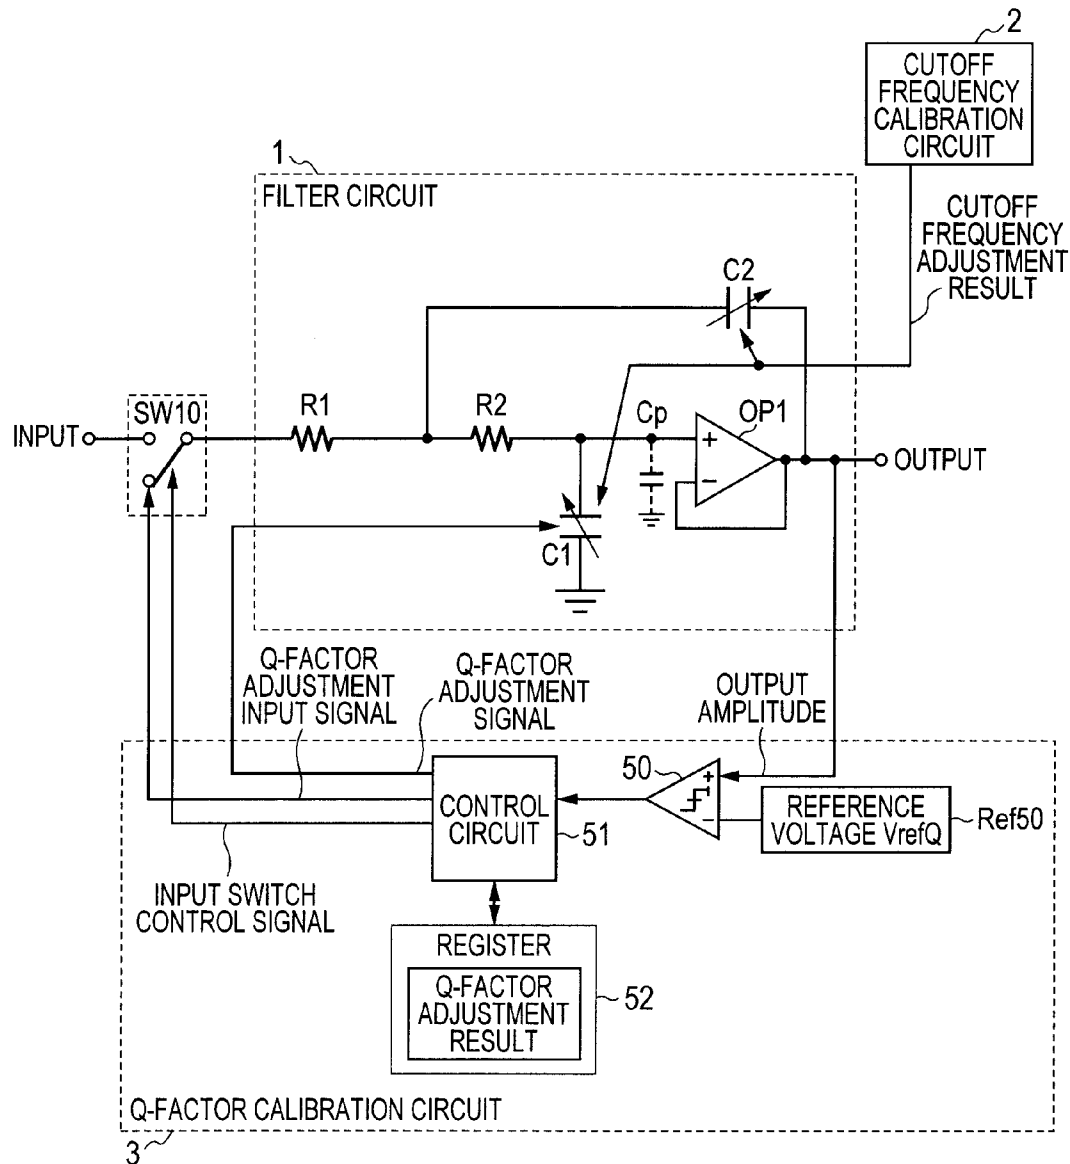 2
CUTOFF
FREQUENCY
CALIBRATION
CIRCUIT
1
FILTER CIRCUIT
CUTOFF
FREQUENCY
ADJUSTMENT
RESULT
C2
SW10
R1
R2
Cp
OP1
INPUT
+
−
OUTPUT
C1
Q-FACTOR
ADJUSTMENT
INPUT SIGNAL
Q-FACTOR
ADJUSTMENT
SIGNAL
OUTPUT
AMPLITUDE
50
+
−
CONTROL
CIRCUIT
51
REFERENCE
VOLTAGE VrefQ
Ref50
INPUT SWITCH
CONTROL SIGNAL
REGISTER
Q-FACTOR
ADJUSTMENT
RESULT
52
Q-FACTOR CALIBRATION CIRCUIT
3